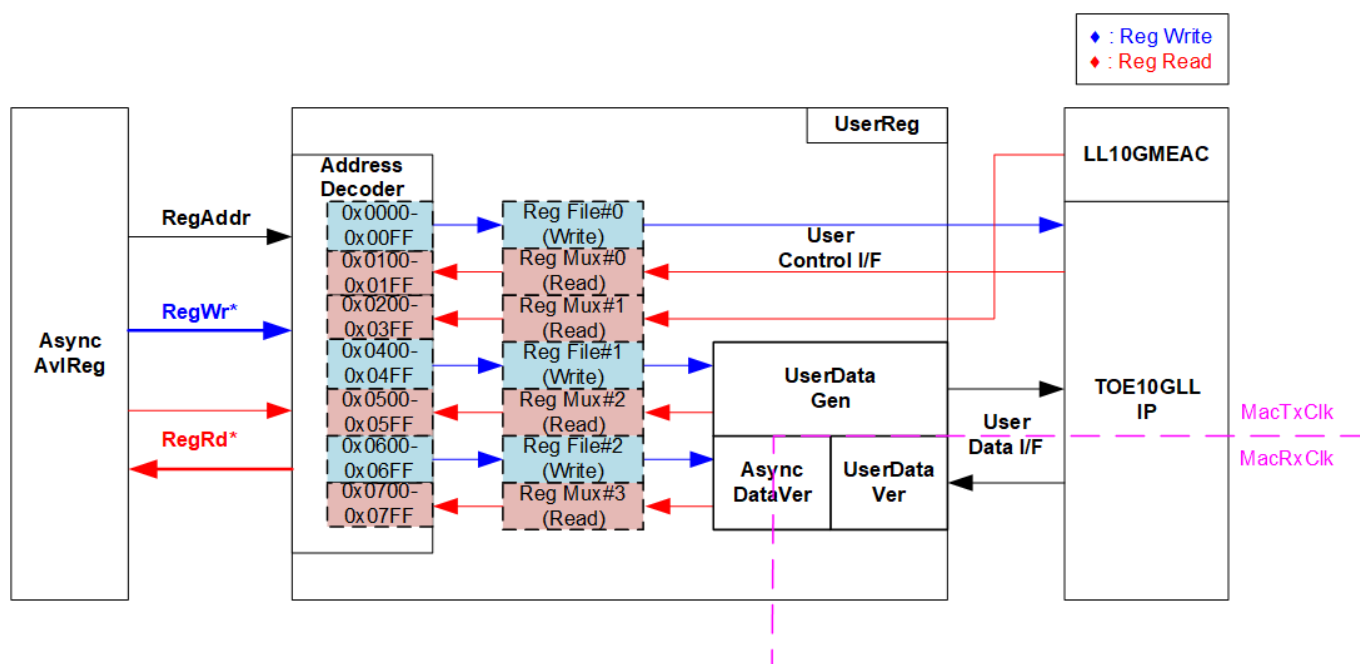 ♦ : Reg Write
♦ : Reg Read
UserReg
LL10GMEAC
Address
Decoder
RegAddr
0x0000-
0x00FF
Reg File#0
(Write)
User
Control I/F
0x0100-
0x01FF
Reg Mux#0
(Read)
RegWr*
0x0200-
0x03FF
Reg Mux#1
(Read)
Async
AvlReg
0x0400-
0x04FF
Reg File#1
(Write)
UserData
Gen
TOE10GLL
IP
0x0500-
0x05FF
Reg Mux#2
(Read)
RegRd*
User
Data I/F
MacTxClk
MacRxClk
0x0600-
0x06FF
Reg File#2
(Write)
Async
DataVer
UserData
Ver
0x0700-
0x07FF
Reg Mux#3
(Read)